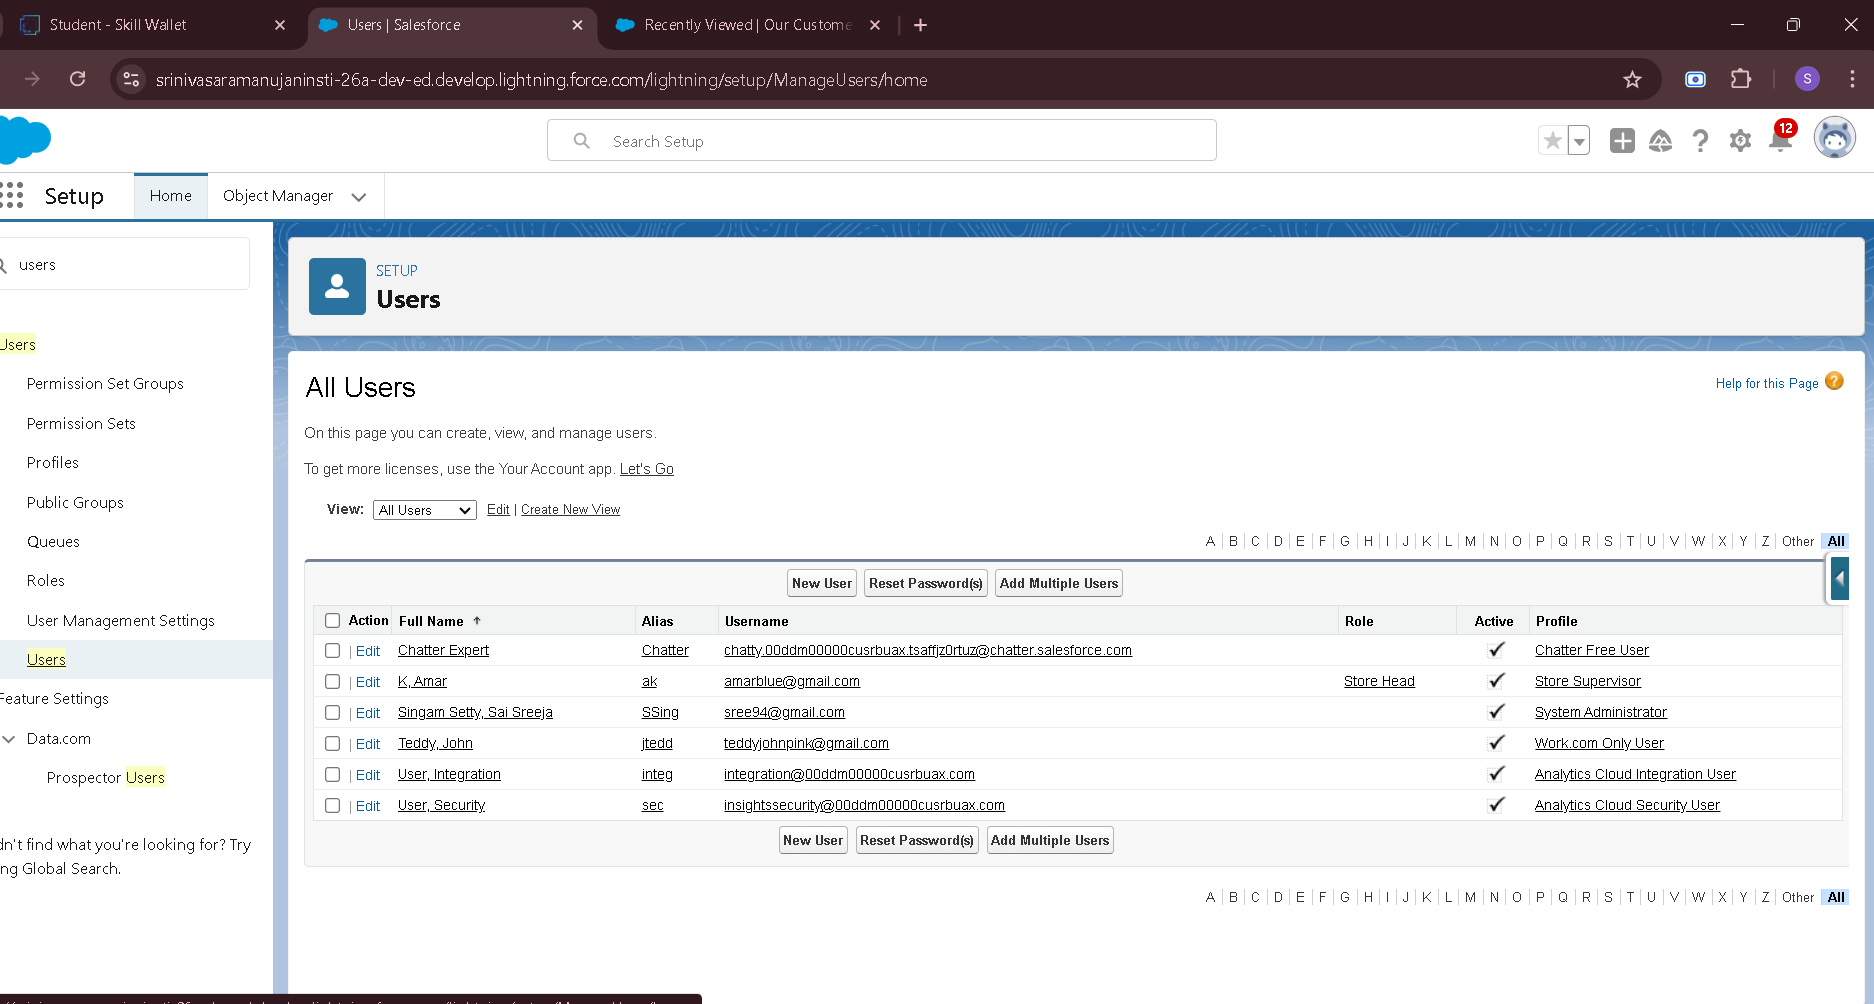 Student - Skill Wallet
Users | Salesforce
Recently Viewed | Our Custome
srinivasaramanujaninsti-26a-dev-ed.develop.lightning.force.com/lightning/setup/ManageUsers/home
S
Search Setup
12
Setup
Home
Object Manager
users
Users
Permission Set Groups
Permission Sets
Profiles
Public Groups
Queues
Roles
User Management Settings
Users
Feature Settings
Data.com
Prospector Users
dn't find what you're looking for? Try
ng Global Search.
SETUP
Users
All Users
Help for this Page ?
On this page you can create, view, and manage users.
To get more licenses, use the Your Account app. Let's Go
View: All Users Edit | Create New View
A | B | C | D | E | F | G | H | I | J | K | L | M | N | O | P | Q | R | S | T | U | V | W | X | Y | Z | Other All
New User Reset Password(s) Add Multiple Users
Action Full Name ↑ Alias Username Role Active Profile
| Edit Chatter Expert Chatter chatty.00ddm00000cusrbuax.tsaffjz0rtuz@chatter.salesforce.com Chatter Free User
| Edit K, Amar ak amarblue@gmail.com Store Head Store Supervisor
| Edit Singam Setty, Sai Sreeja SSing sree94@gmail.com System Administrator
| Edit Teddy, John jtedd teddyjohnpink@gmail.com Work.com Only User
| Edit User, Integration integ integration@00ddm00000cusrbuax.com Analytics Cloud Integration User
| Edit User, Security sec insightssecurity@00ddm00000cusrbuax.com Analytics Cloud Security User
New User Reset Password(s) Add Multiple Users
A | B | C | D | E | F | G | H | I | J | K | L | M | N | O | P | Q | R | S | T | U | V | W | X | Y | Z | Other All